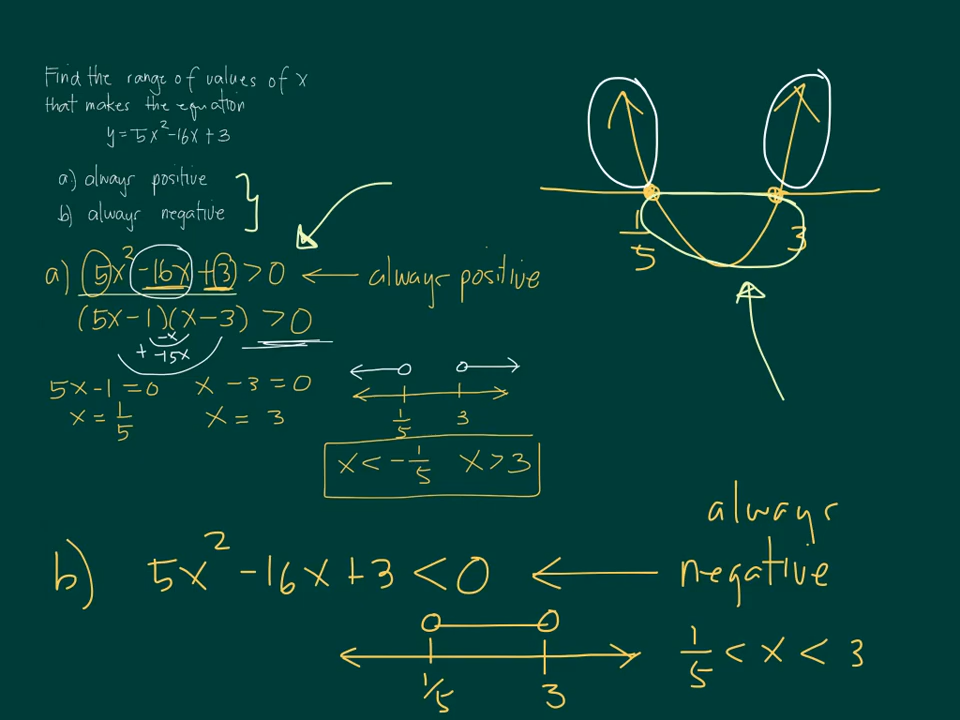 Find the range of values of x
that makes the equation
y = 5x² - 16x + 3
a.) always positive
b) always negative
a) 5x² - 16x + 3 > 0 ← always positive
(5x - 1)(x - 3) > 0
-x
+ -15x
5x - 1 = 0 x - 3 = 0
x = 1/5 x = 3
1/5 3
x < - 1/5 x > 3
1/5 3
b) 5x² - 16x + 3 < 0 ← always negative
1/5 3
1/5 < x < 3